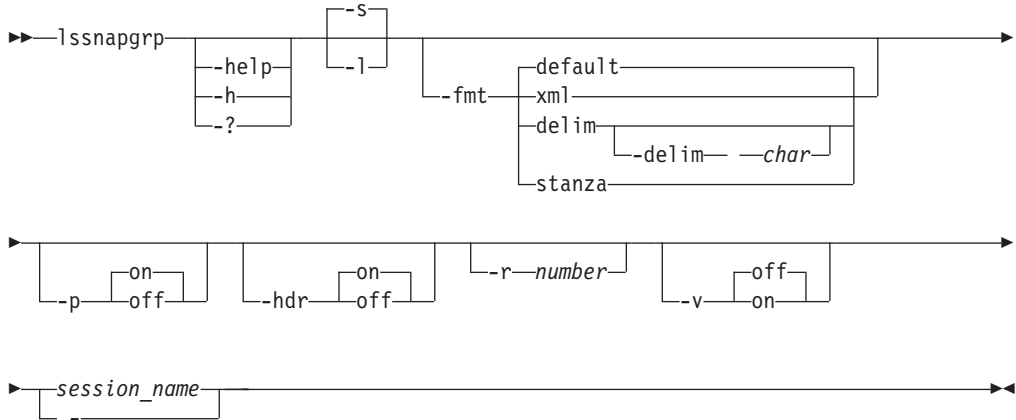 -s
lssnapgrp
-help -l default
-h -fmt xml
-? delim
-delim char
stanza
on on -r number off
-p off -hdr off -v on
session_name
-